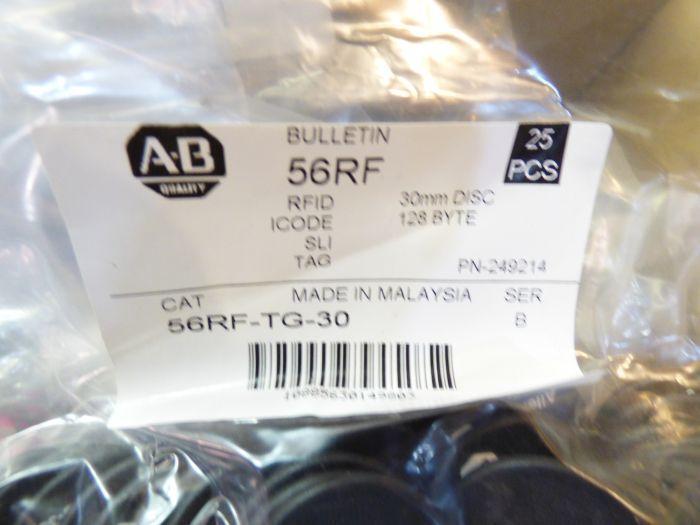 A-B
QUALITY
BULLETIN
56RF
25
PCS
RFID 30mm DISC
ICODE 128 BYTE
SLI
TAG
PN-249214
CAT MADE IN MALAYSIA SER
56RF-TG-30 B